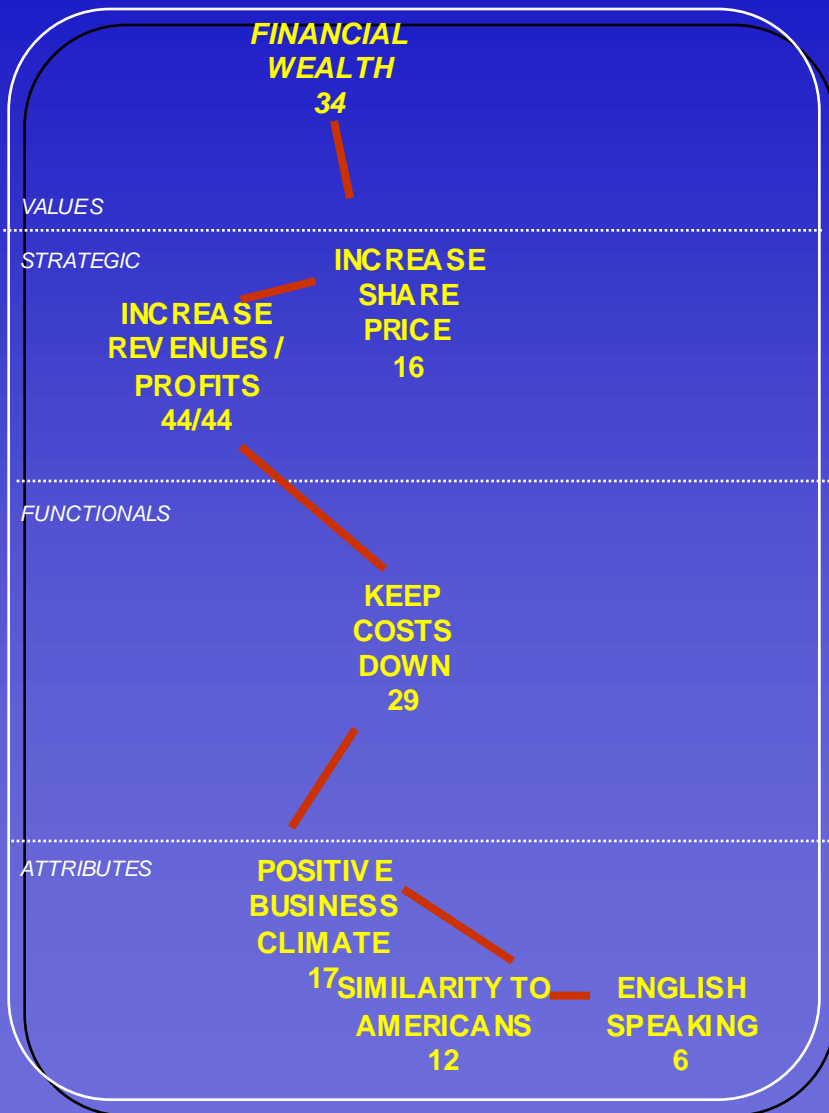 FINANCIAL
WEALTH
34
VALUES
STRATEGIC
INCREASE
SHARE
PRICE
16
INCREASE
REVENUES /
PROFITS
44/44
FUNCTIONALS
KEEP
COSTS
DOWN
29
ATTRIBUTES
POSITIVE
BUSINESS
CLIMATE
17
SIMILARITY TO
AMERICANS
12
ENGLISH
SPEAKING
6